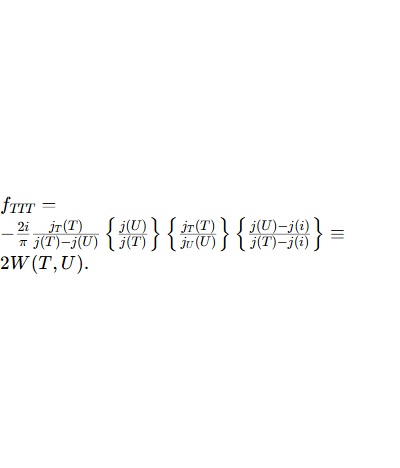 f_{TTT} =
-\frac{2i}{\pi} \frac{j_T(T)}{j(T)-j(U)} \left\{ \frac{j(U)}{j(T)} \right\} \left\{ \frac{j_T(T)}{j_U(U)} \right\} \left\{ \frac{j(U)-j(i)}{j(T)-j(i)} \right\} \equiv
2W(T,U).